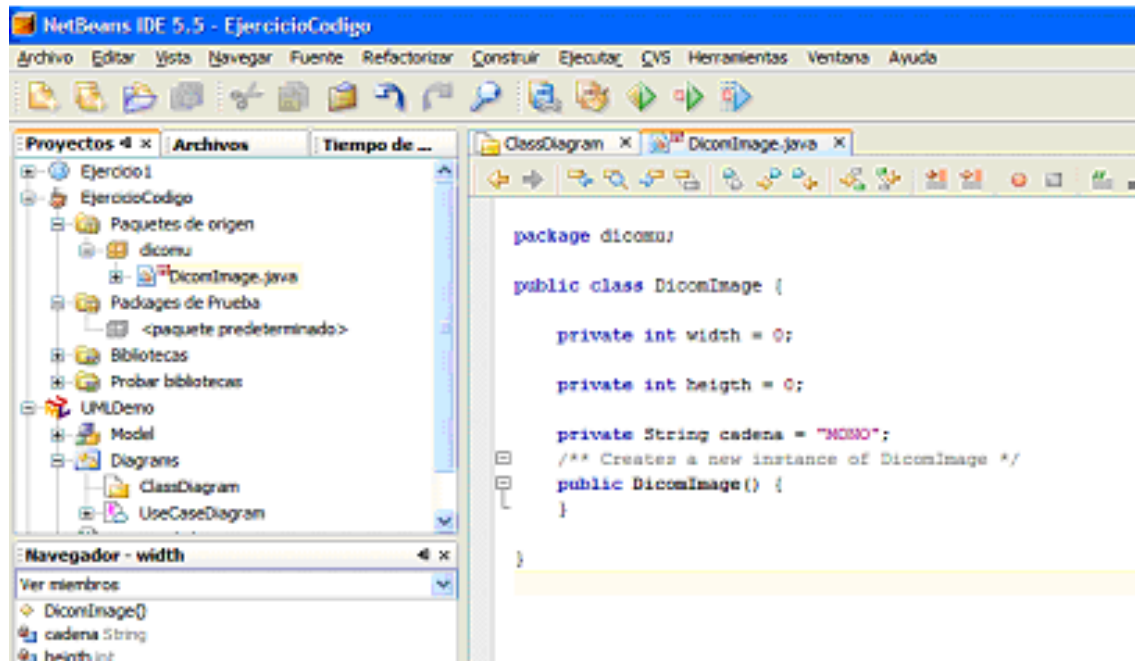 NetBeans IDE 5.5 - EjercicioCodigo
Archivo Editar Vista Navegar Fuente Refactorizar Construir Ejecutar CVS Herramientas Ventana Ayuda
Proyectos Archivos Tiempo de ...
Ejercicio1
EjercicioCodigo
Paquetes de origen
dicomu
DicomImage.java
Packages de Prueba
<paquete predeterminado>
Bibliotecas
Probar bibliotecas
UMLDemo
Model
Diagrams
ClassDiagram
UseCaseDiagram
Navegador - width
Ver miembros
DicomImage()
cadena String
heigth int
ClassDiagram DicomImage.java
package dicomu;
public class DicomImage {
private int width = 0;
private int heigth = 0;
private String cadena = "MONO";
/** Creates a new instance of DicomImage */
public DicomImage() {
}
}